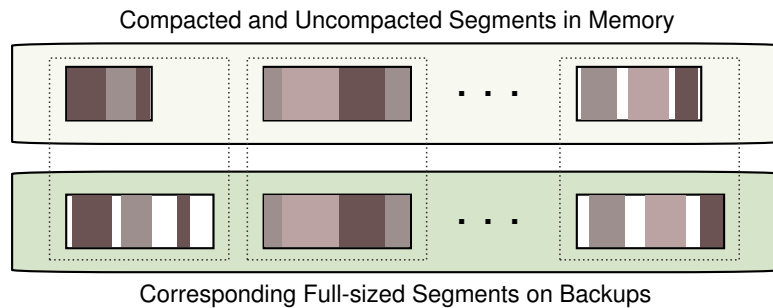 Compacted and Uncompacted Segments in Memory
. . .
. . .
Corresponding Full-sized Segments on Backups